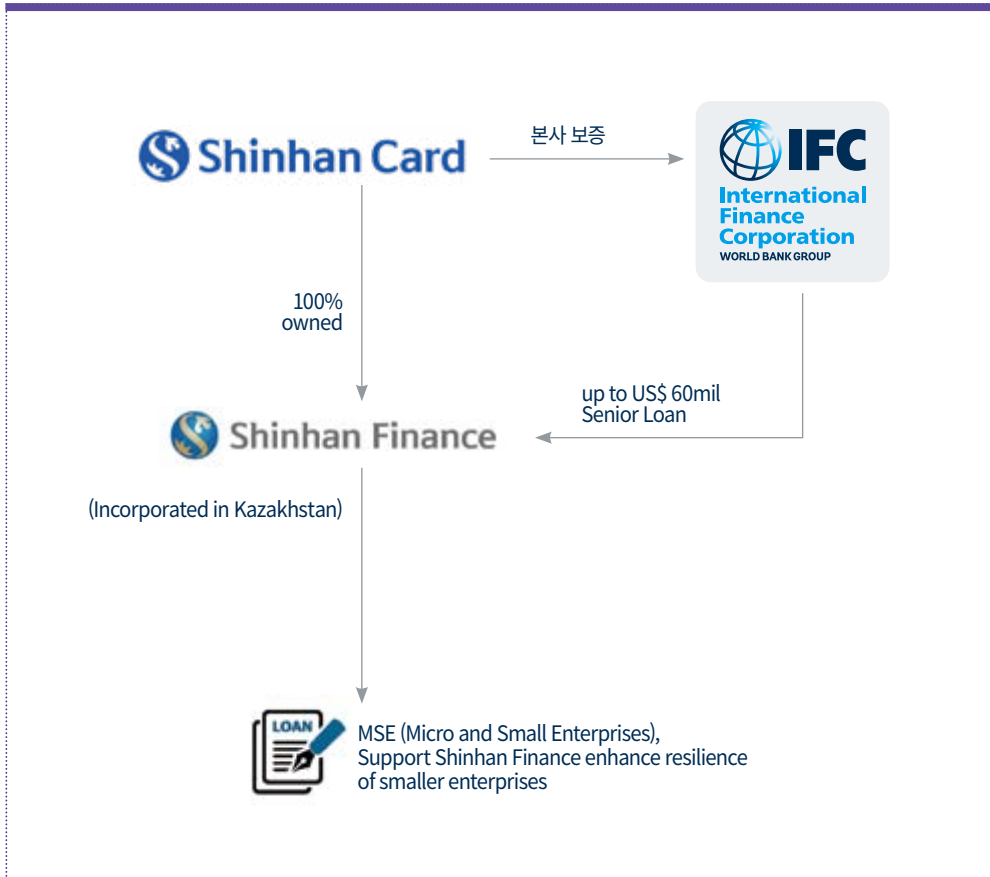 Shinhan Card
본사 보증
IFC
International
Finance
Corporation
WORLD BANK GROUP
100%
owned
up to US$ 60mil
Senior Loan
Shinhan Finance
(Incorporated in Kazakhstan)
LOAN
MSE (Micro and Small Enterprises),
Support Shinhan Finance enhance resilience
of smaller enterprises